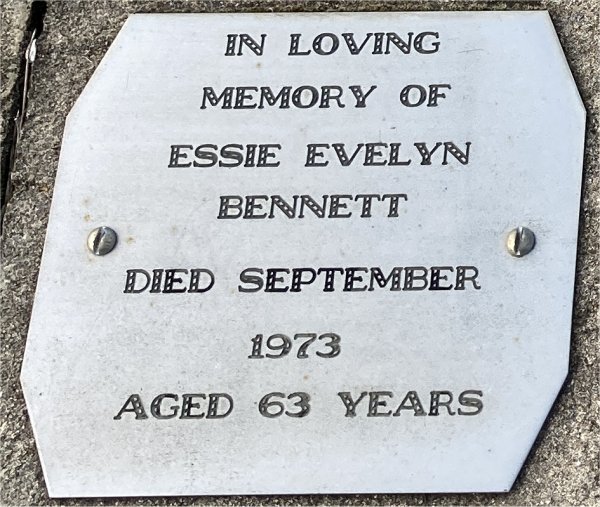 IN LOVING
MEMORY OF
ESSIE EVELYN
BENNETT
DIED SEPTEMBER
1973
AGED 63 YEARS